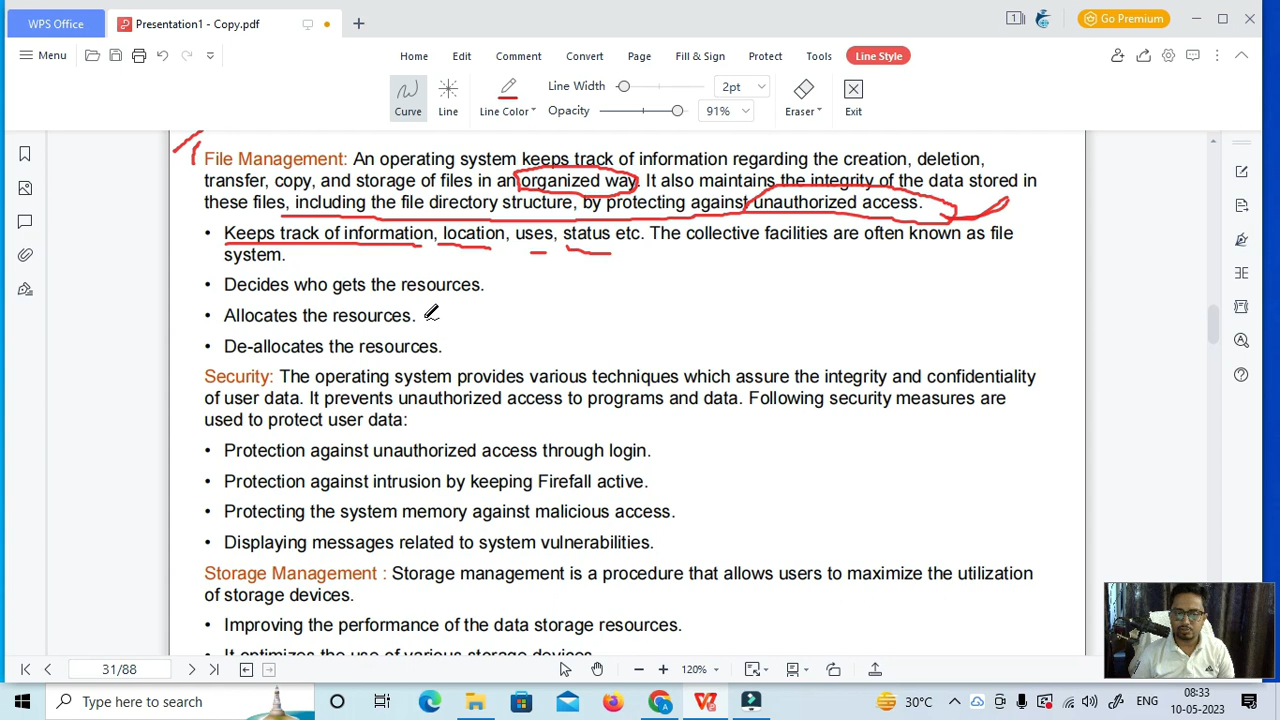 WPS Office
Presentation1 - Copy.pdf
1
Go Premium
Menu
Home Edit Comment Convert Page Fill & Sign Protect Tools Line Style
Curve
Line
Line Color
Line Width 2pt
Opacity 91%
Eraser
Exit
File Management: An operating system keeps track of information regarding the creation, deletion,
transfer, copy, and storage of files in an organized way. It also maintains the integrity of the data stored in
these files, including the file directory structure, by protecting against unauthorized access.
• Keeps track of information, location, uses, status etc. The collective facilities are often known as file
system.
• Decides who gets the resources.
• Allocates the resources.
• De-allocates the resources.
Security: The operating system provides various techniques which assure the integrity and confidentiality
of user data. It prevents unauthorized access to programs and data. Following security measures are
used to protect user data:
• Protection against unauthorized access through login.
• Protection against intrusion by keeping Firefall active.
• Protecting the system memory against malicious access.
• Displaying messages related to system vulnerabilities.
Storage Management : Storage management is a procedure that allows users to maximize the utilization
of storage devices.
• Improving the performance of the data storage resources.
• It optimizes the use of various storage devices
31/88
120%
Type here to search
30°C
ENG
08:33
10-05-2023